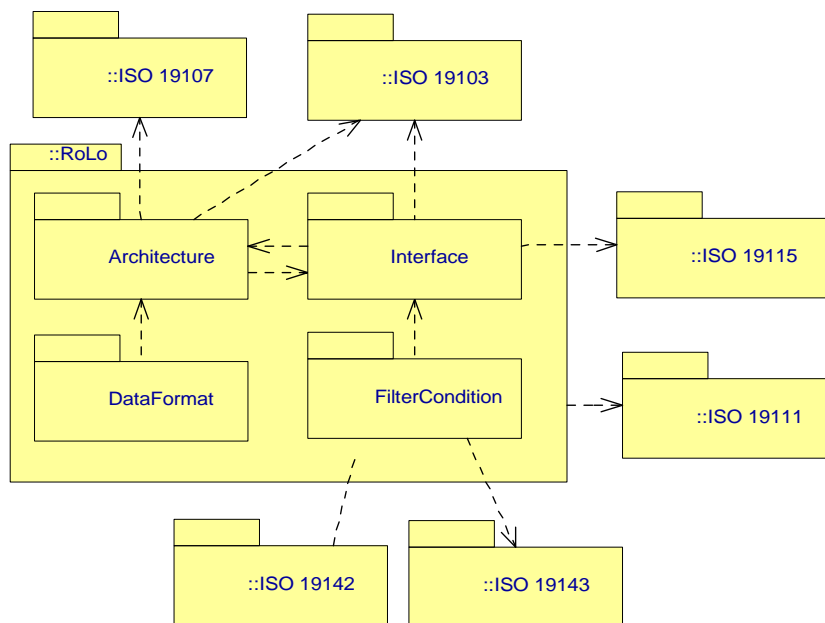 ::ISO 19107
::ISO 19103
::RoLo
Architecture
Interface
::ISO 19115
DataFormat
FilterCondition
::ISO 19111
::ISO 19142
::ISO 19143